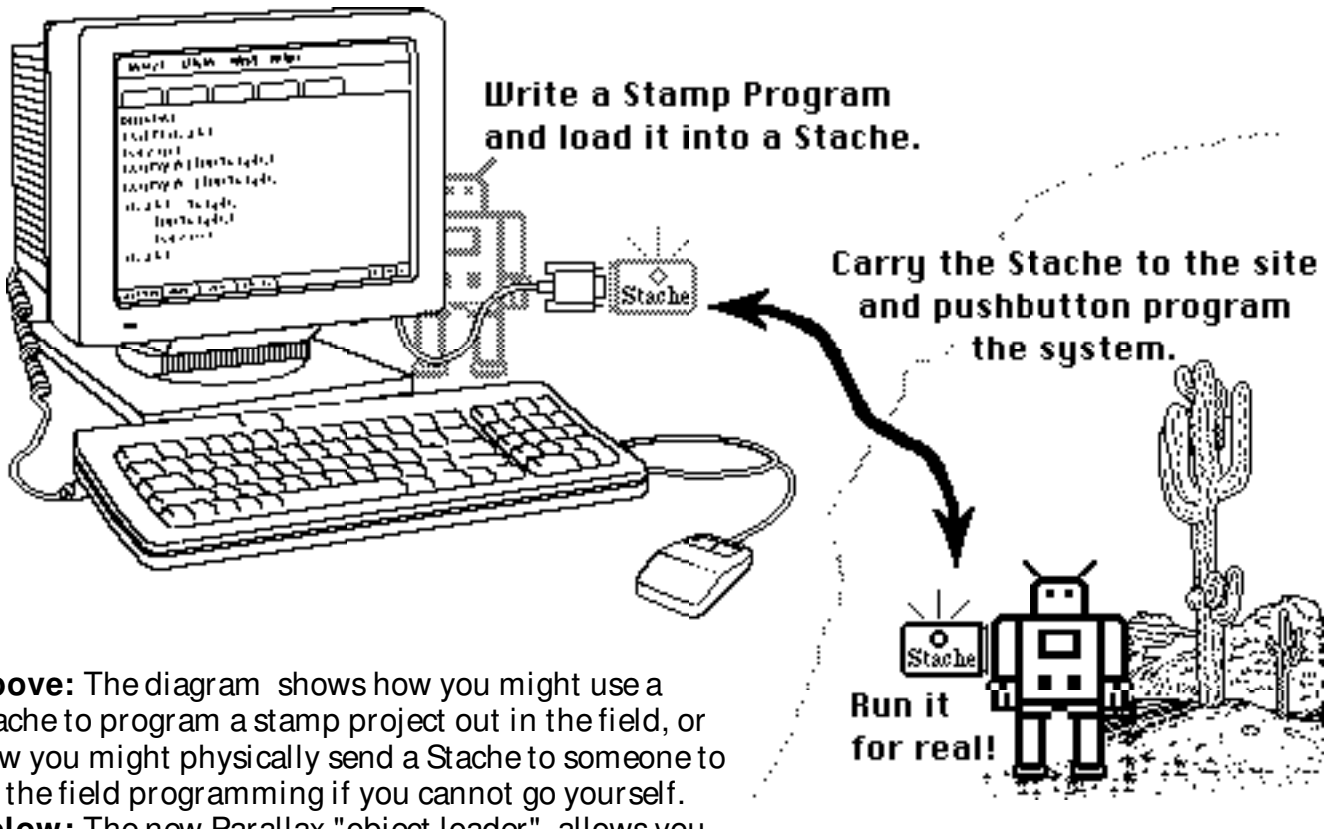 Write a Stamp Program
and load it into a Stache.
Stache
Carry the Stache to the site
and pushbutton program
the system.
Stache
Run it
for real!
The diagram shows how you might use a
to program a stamp project out in the field, or
you might physically send a Stache to someone to
the field programming if you cannot go yourself.
The new Parallax "object loader" allows you